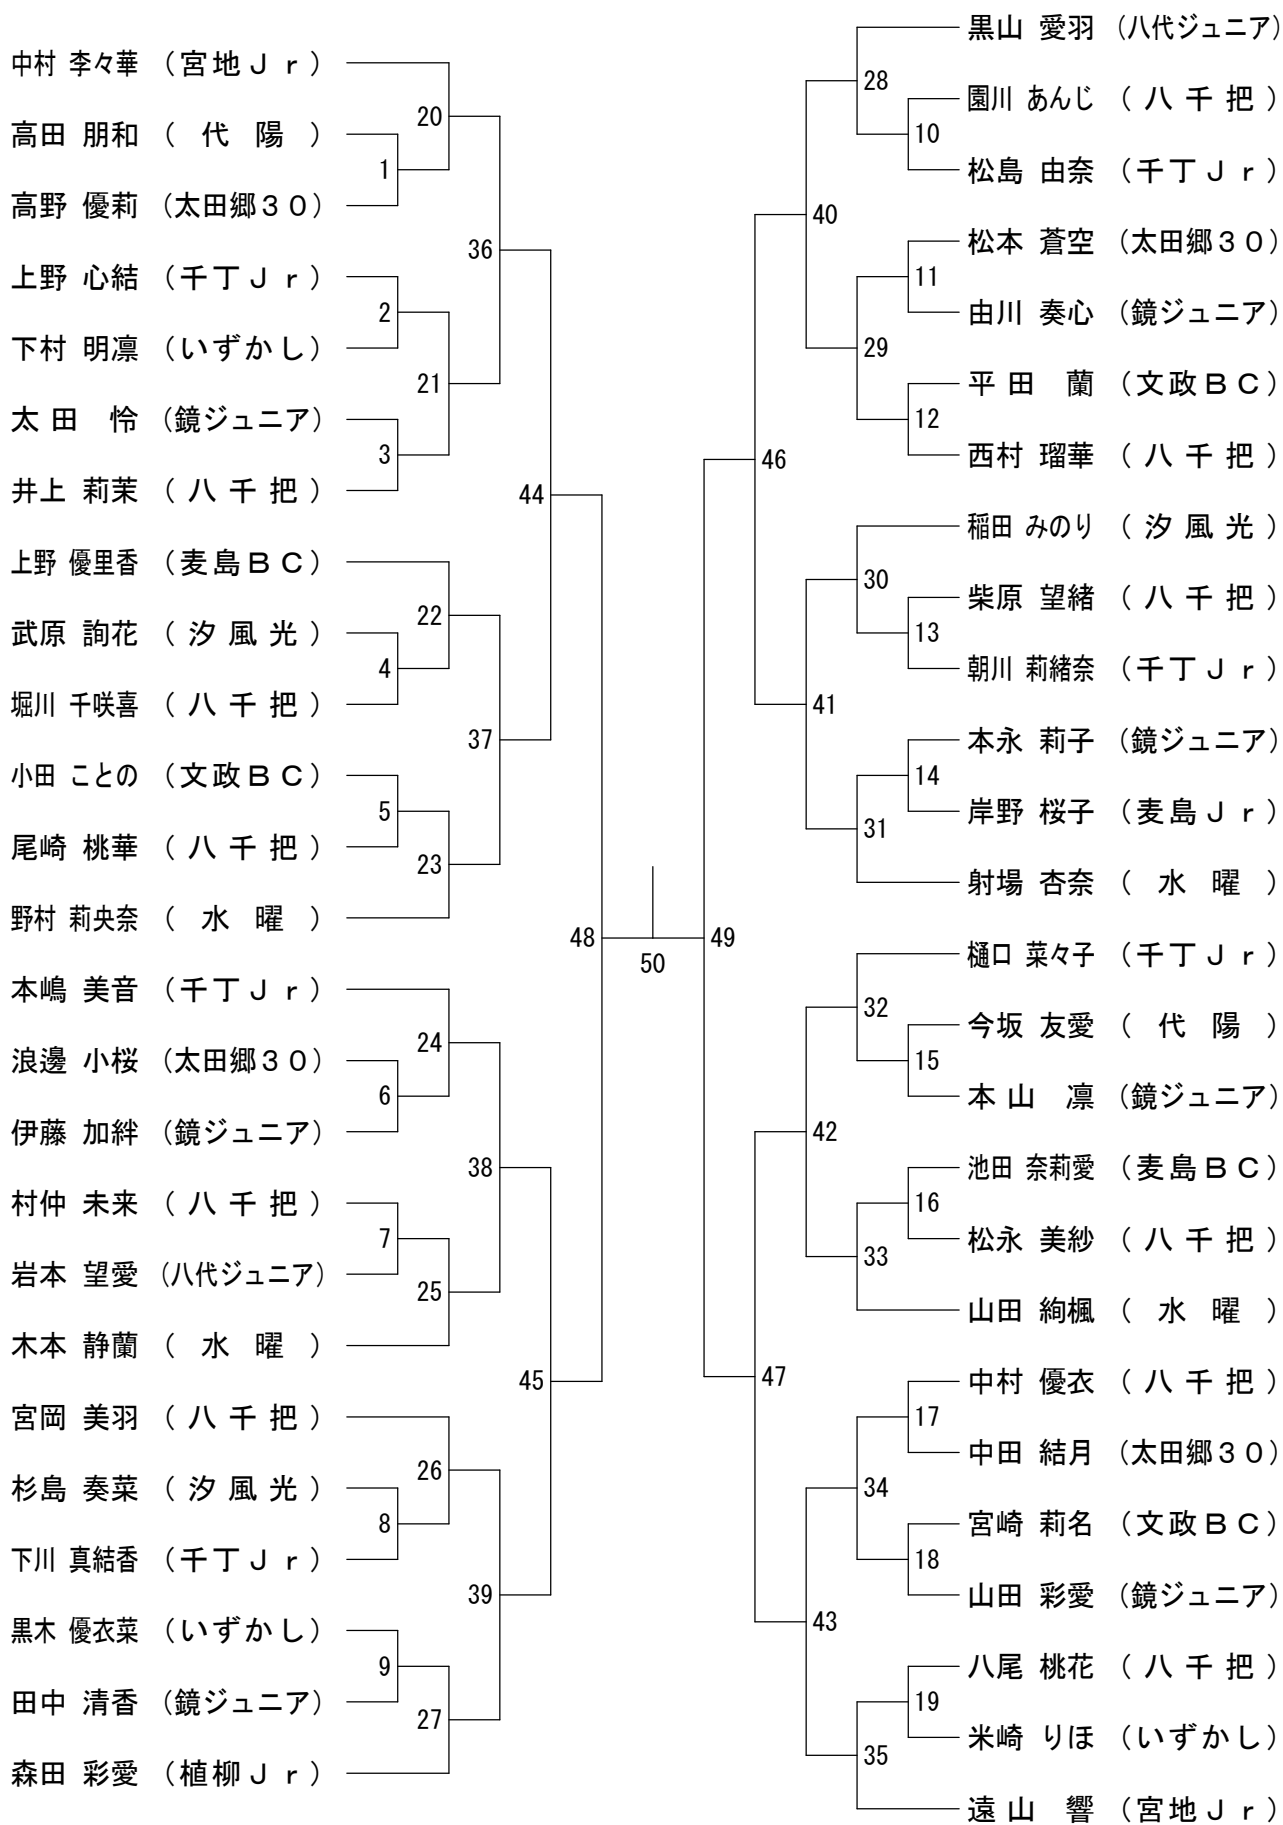 中村 李々華 (宮地Jr)
高田 朋和 (代陽)
高野 優莉 (太田郷30)
上野 心結 (千丁Jr)
下村 明凛 (いずかし)
太田 怜 (鏡ジュニア)
井上 莉茉 (八千把)
上野 優里香 (麦島BC)
武原 詢花 (汐風光)
堀川 千咲喜 (八千把)
小田 ことの (文政BC)
尾崎 桃華 (八千把)
野村 莉央奈 (水曜)
本嶋 美音 (千丁Jr)
浪邊 小桜 (太田郷30)
伊藤 加絆 (鏡ジュニア)
村仲 未来 (八千把)
岩本 望愛 (八代ジュニア)
木本 静蘭 (水曜)
宮岡 美羽 (八千把)
杉島 奏菜 (汐風光)
下川 真結香 (千丁Jr)
黒木 優衣菜 (いずかし)
田中 清香 (鏡ジュニア)
森田 彩愛 (植柳Jr)
1
2
3
4
5
6
7
8
9
20
21
22
23
24
25
26
27
36
37
38
39
44
45
48
50
49
46
47
40
41
42
43
28
29
30
31
32
33
34
35
10
11
12
13
14
15
16
17
18
19
黒山 愛羽 (八代ジュニア)
園川 あんじ (八千把)
松島 由奈 (千丁Jr)
松本 蒼空 (太田郷30)
由川 奏心 (鏡ジュニア)
平田 蘭 (文政BC)
西村 瑠華 (八千把)
稲田 みのり (汐風光)
柴原 望緒 (八千把)
朝川 莉緒奈 (千丁Jr)
本永 莉子 (鏡ジュニア)
岸野 桜子 (麦島Jr)
射場 杏奈 (水曜)
樋口 菜々子 (千丁Jr)
今坂 友愛 (代陽)
本山 凛 (鏡ジュニア)
池田 奈莉愛 (麦島BC)
松永 美紗 (八千把)
山田 絢楓 (水曜)
中村 優衣 (八千把)
中田 結月 (太田郷30)
宮崎 莉名 (文政BC)
山田 彩愛 (鏡ジュニア)
八尾 桃花 (八千把)
米崎 りほ (いずかし)
遠山 響 (宮地Jr)